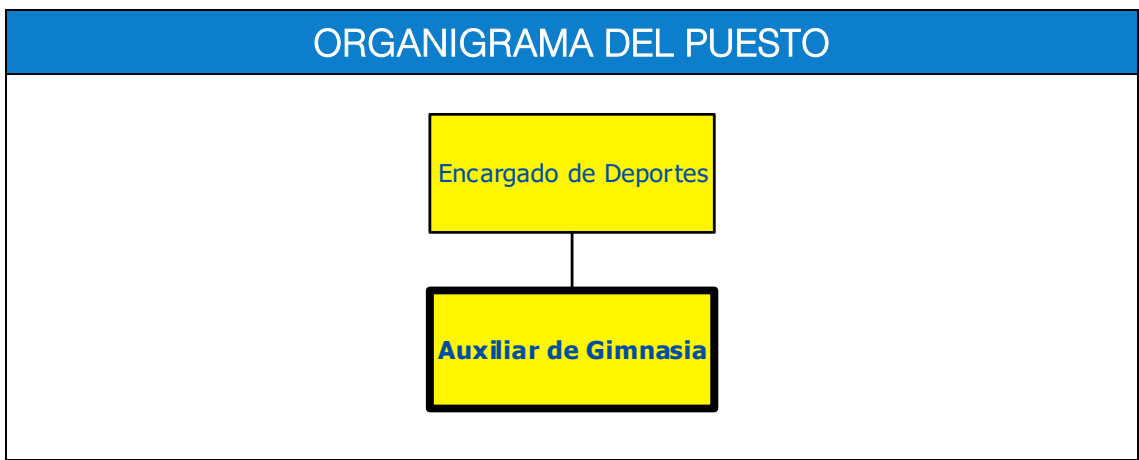 ORGANIGRAMA DEL PUESTO
Encargado de Deportes
Auxiliar de Gimnasia